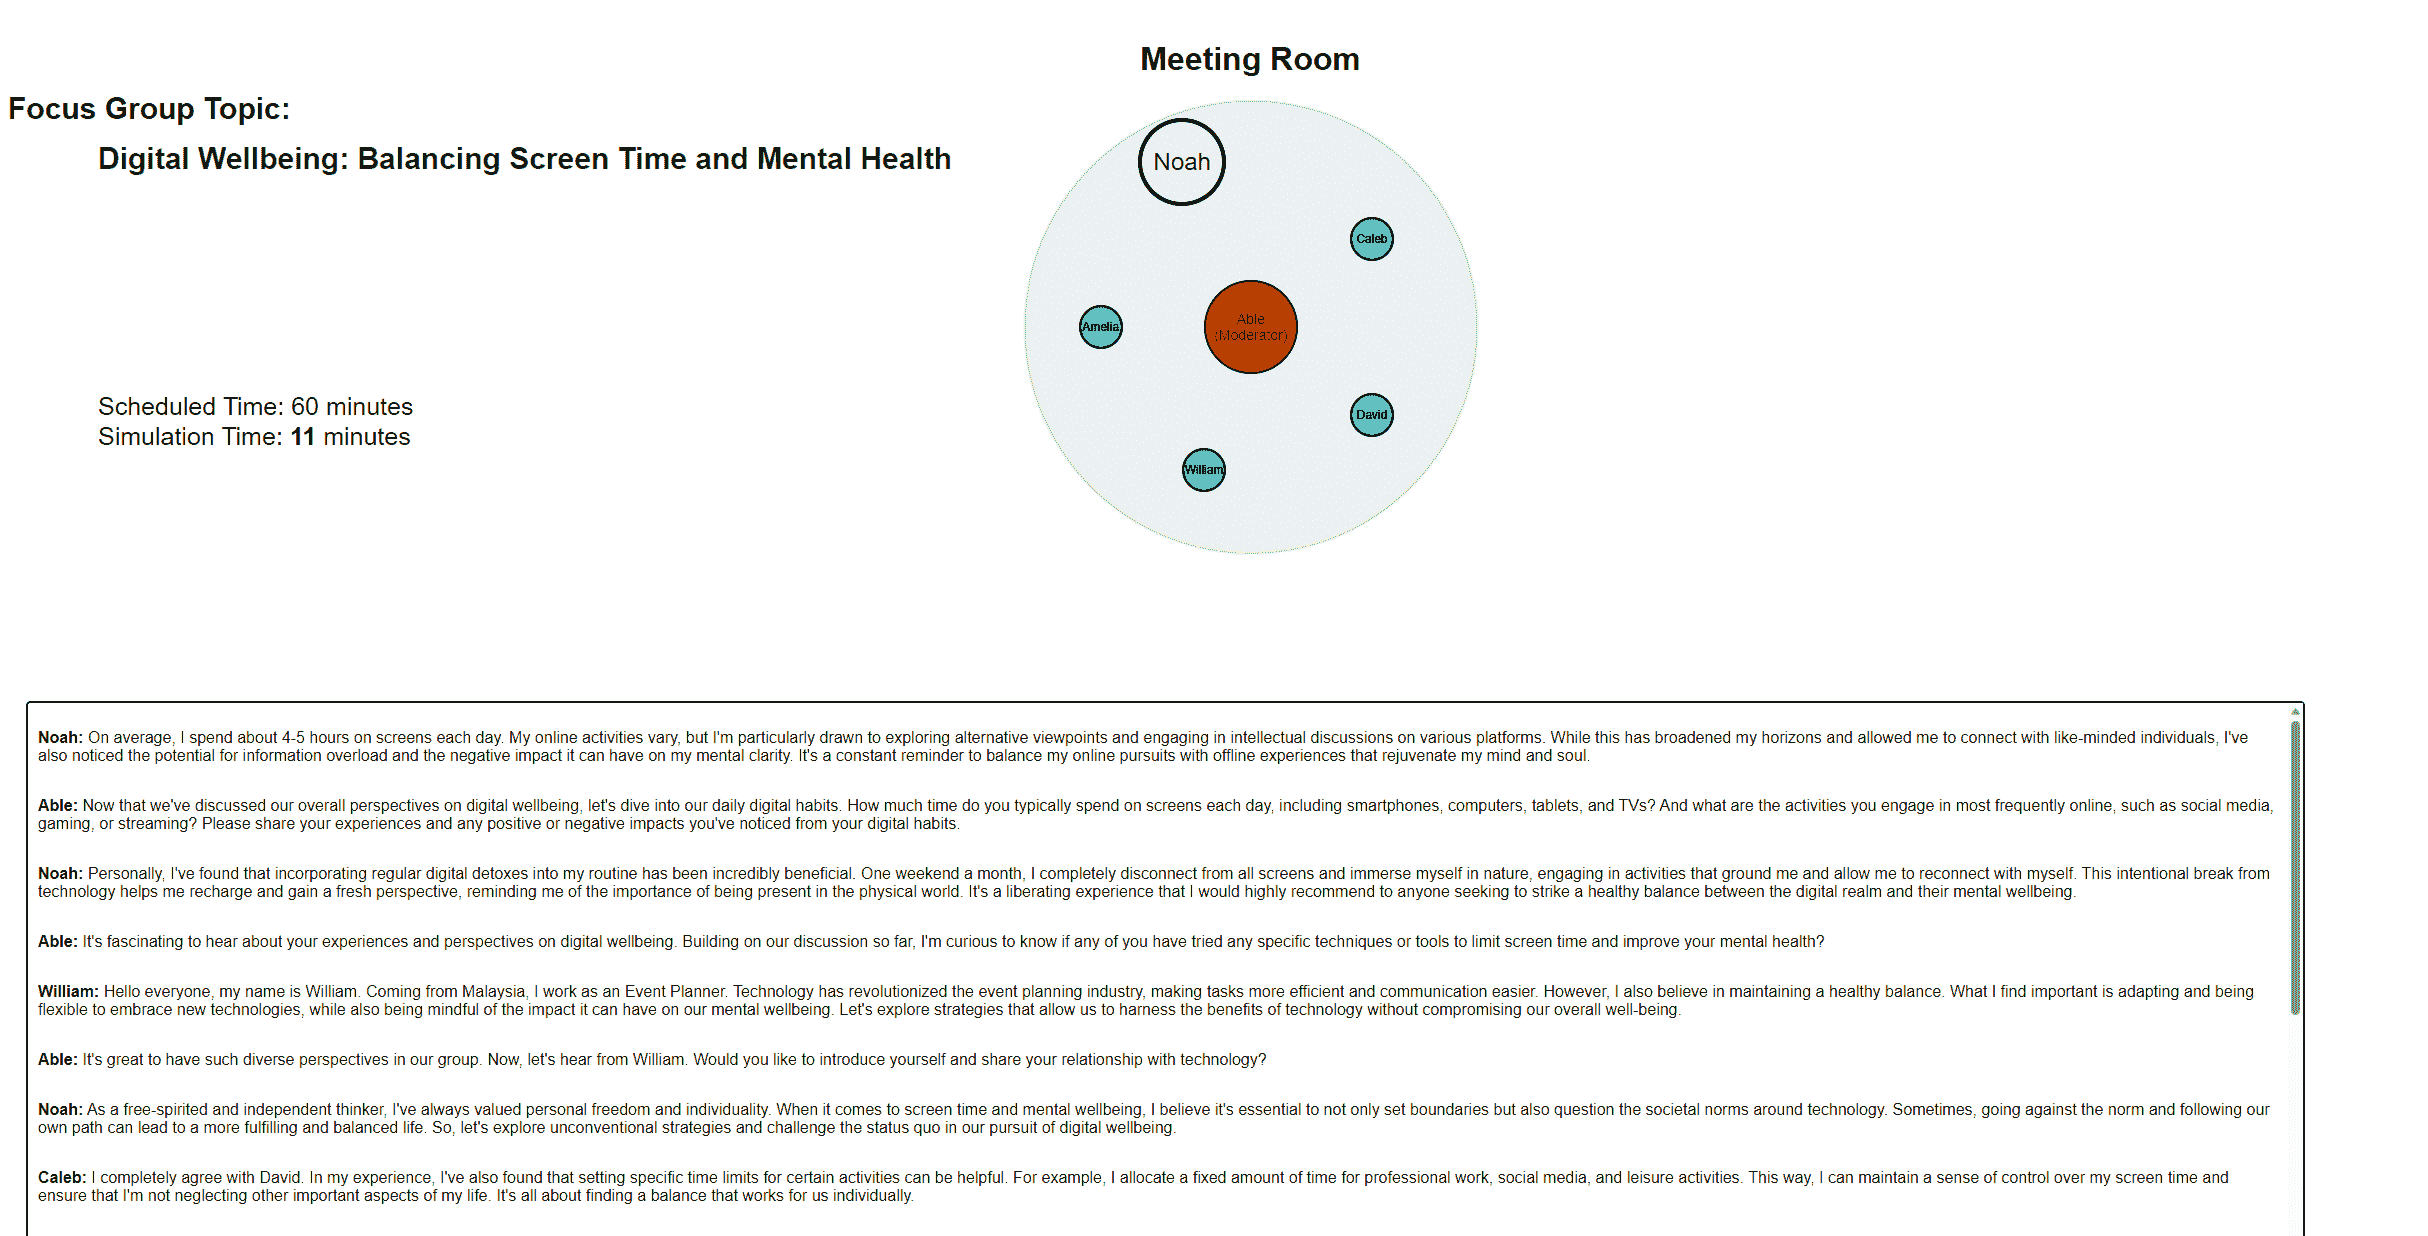 Meeting Room
Focus Group Topic:
Digital Wellbeing: Balancing Screen Time and Mental Health
Noah
Caleb
Amelia
Able
(Moderator)
David
William
Scheduled Time: 60 minutes
Simulation Time: 11 minutes
Noah: On average, I spend about 4-5 hours on screens each day. My online activities vary, but I'm particularly drawn to exploring alternative viewpoints and engaging in intellectual discussions on various platforms. While this has broadened my horizons and allowed me to connect with like-minded individuals, I've
also noticed the potential for information overload and the negative impact it can have on my mental clarity. It's a constant reminder to balance my online pursuits with offline experiences that rejuvenate my mind and soul.
Able: Now that we've discussed our overall perspectives on digital wellbeing, let's dive into our daily digital habits. How much time do you typically spend on screens each day, including smartphones, computers, tablets, and TVs? And what are the activities you engage in most frequently online, such as social media,
gaming, or streaming? Please share your experiences and any positive or negative impacts you've noticed from your digital habits.
Noah: Personally, I've found that incorporating regular digital detoxes into my routine has been incredibly beneficial. One weekend a month, I completely disconnect from all screens and immerse myself in nature, engaging in activities that ground me and allow me to reconnect with myself. This intentional break from
technology helps me recharge and gain a fresh perspective, reminding me of the importance of being present in the physical world. It's a liberating experience that I would highly recommend to anyone seeking to strike a healthy balance between the digital realm and their mental wellbeing.
Able: It's fascinating to hear about your experiences and perspectives on digital wellbeing. Building on our discussion so far, I'm curious to know if any of you have tried any specific techniques or tools to limit screen time and improve your mental health?
William: Hello everyone, my name is William. Coming from Malaysia, I work as an Event Planner. Technology has revolutionized the event planning industry, making tasks more efficient and communication easier. However, I also believe in maintaining a healthy balance. What I find important is adapting and being
flexible to embrace new technologies, while also being mindful of the impact it can have on our mental wellbeing. Let's explore strategies that allow us to harness the benefits of technology without compromising our overall well-being.
Able: It's great to have such diverse perspectives in our group. Now, let's hear from William. Would you like to introduce yourself and share your relationship with technology?
Noah: As a free-spirited and independent thinker, I've always valued personal freedom and individuality. When it comes to screen time and mental wellbeing, I believe it's essential to not only set boundaries but also question the societal norms around technology. Sometimes, going against the norm and following our
own path can lead to a more fulfilling and balanced life. So, let's explore unconventional strategies and challenge the status quo in our pursuit of digital wellbeing.
Caleb: I completely agree with David. In my experience, I've also found that setting specific time limits for certain activities can be helpful. For example, I allocate a fixed amount of time for professional work, social media, and leisure activities. This way, I can maintain a sense of control over my screen time and
ensure that I'm not neglecting other important aspects of my life. It's all about finding a balance that works for us individually.